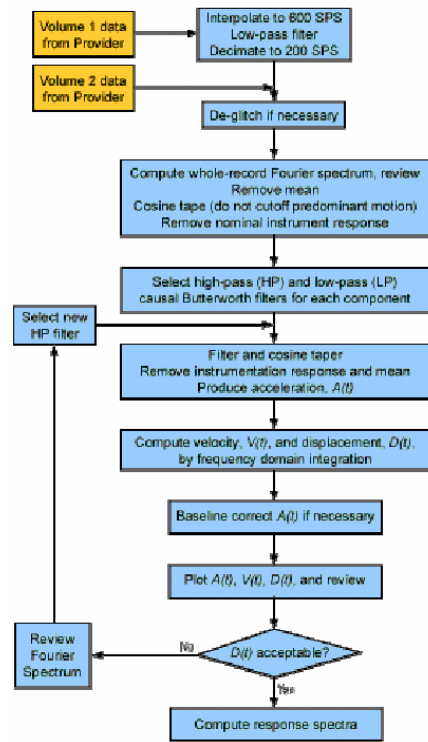 Volume 1 data
from Provider
Interpolate to 600 SPS
Low-pass filter
Decimate to 200 SPS
Volume 2 data
from Provider
De-glitch if necessary
Compute whole-record Fourier spectrum, review
Remove mean
Cosine tape (do not cutoff predominant motion)
Remove nominal instrument response
Select high-pass (HP) and low-pass (LP)
causal Butterworth filters for each component
Select new
HP filter
Filter and cosine taper
Remove instrumentation response and mean
Produce acceleration, A(t)
Compute velocity, V(t), and displacement, D(t),
by frequency domain integration
Baseline correct A(t) if necessary
Plot A(t), V(t), D(t), and review
Review
Fourier
Spectrum
No
D(t) acceptable?
Yes
Compute response spectra